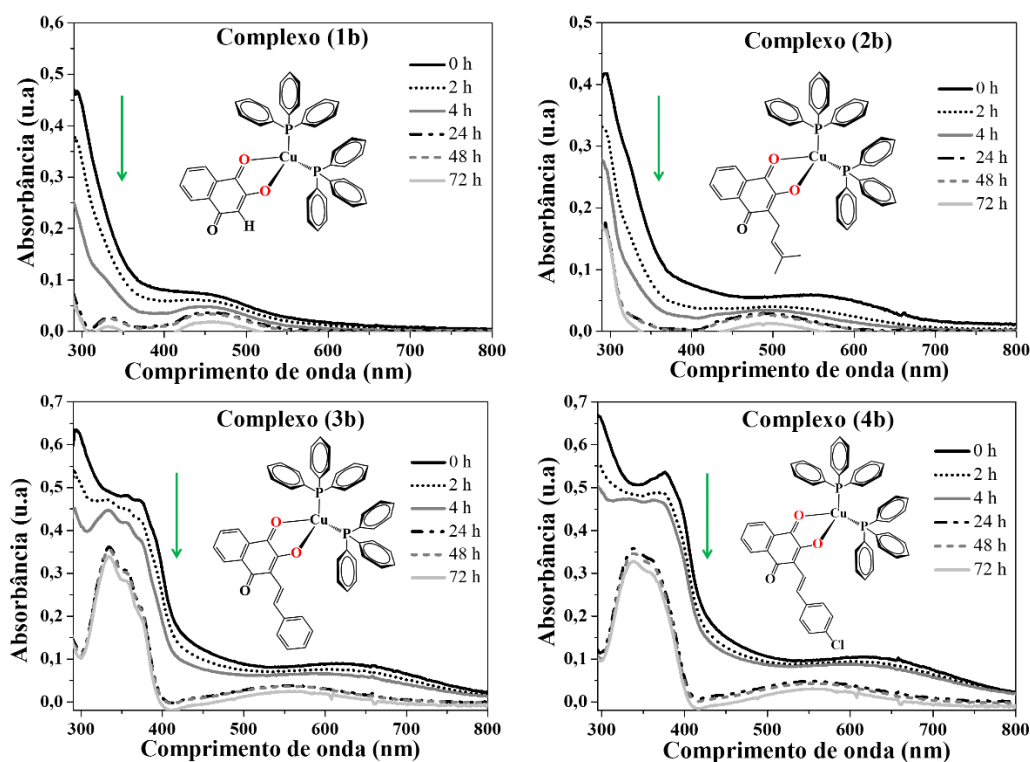 Complexo (1b)
0 h
2 h
4 h
24 h
48 h
72 h
P
Cu
P
O
O
O
H
Absorbância (u.a)
0,6
0,5
0,4
0,3
0,2
0,1
0,0
300 400 500 600 700 800
Comprimento de onda (nm)
Complexo (2b)
0 h
2 h
4 h
24 h
48 h
72 h
P
Cu
P
O
O
O
Absorbância (u.a)
0,5
0,4
0,3
0,2
0,1
0,0
300 400 500 600 700 800
Comprimento de onda (nm)
Complexo (3b)
0 h
2 h
4 h
24 h
48 h
72 h
P
Cu
P
O
O
O
Absorbância (u.a)
0,7
0,6
0,5
0,4
0,3
0,2
0,1
0,0
300 400 500 600 700 800
Comprimento de onda (nm)
Complexo (4b)
0 h
2 h
4 h
24 h
48 h
72 h
P
Cu
P
O
O
O
Cl
Absorbância (u.a)
0,7
0,6
0,5
0,4
0,3
0,2
0,1
0,0
300 400 500 600 700 800
Comprimento de onda (nm)